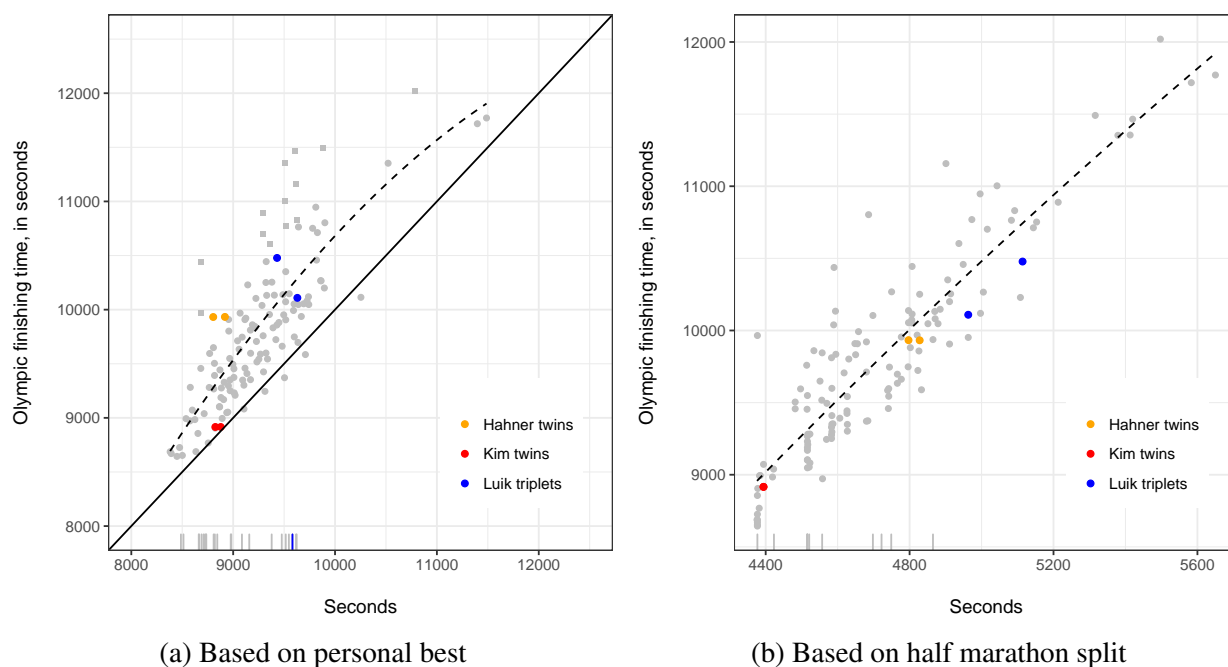 12000
11000
10000
9000
8000
Olympic finishing time, in seconds
8000 9000 10000 11000 12000
Seconds
Hahner twins
Kim twins
Luik triplets
(a) Based on personal best
12000
11000
10000
9000
Olympic finishing time, in seconds
4400 4800 5200 5600
Seconds
Hahner twins
Kim twins
Luik triplets
(b) Based on half marathon split